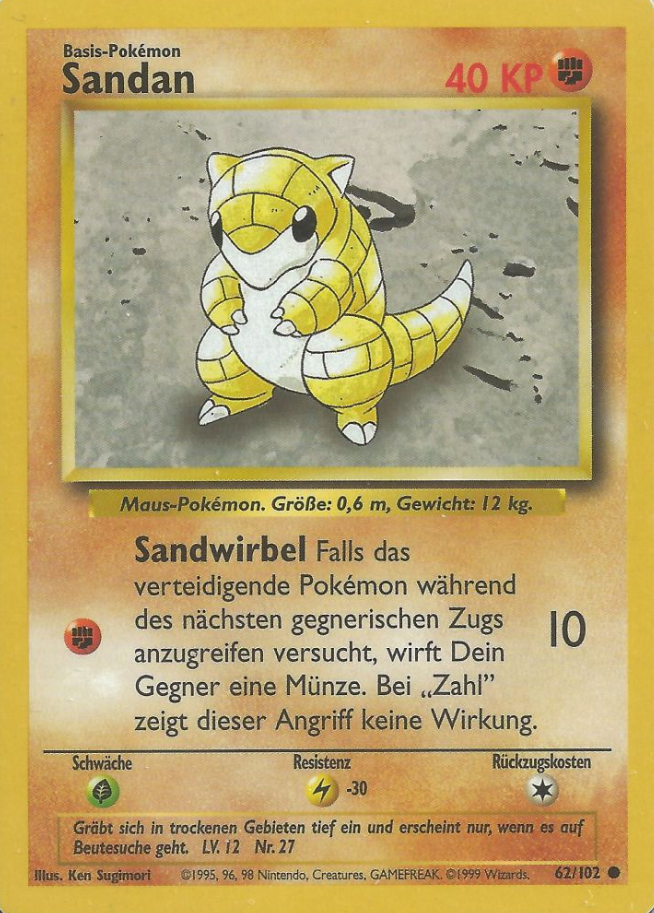 Basis-Pokémon
Sandan
40 KP
Maus-Pokémon. Größe: 0,6 m, Gewicht: 12 kg.
Sandwirbel Falls das
verteidigende Pokémon während
des nächsten gegnerischen Zugs
anzugreifen versucht, wirft Dein
Gegner eine Münze. Bei „Zahl”
zeigt dieser Angriff keine Wirkung.
10
Schwäche Resistenz Rückzugskosten
-30
Gräbt sich in trockenen Gebieten tief ein und erscheint nur, wenn es auf
Beutesuche geht. LV. 12 Nr. 27
Illus. Ken Sugimori ©1995, 96, 98 Nintendo, Creatures, GAMEFREAK. ©1999 Wizards. 62/102